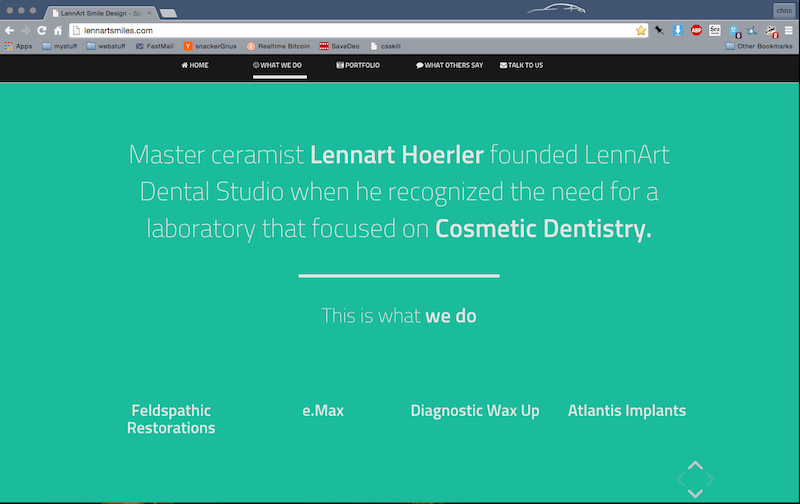 LennArt Smile Design - Sp
chris
lennartsmiles.com
Apps mystuff webstuff FastMail snackerGnus Realtime Bitcoin SaveDeo csskill Other Bookmarks
HOME WHAT WE DO PORTFOLIO WHAT OTHERS SAY TALK TO US
Master ceramist Lennart Hoerler founded LennArt
Dental Studio when he recognized the need for a
laboratory that focused on Cosmetic Dentistry.
This is what we do
Feldspathic
Restorations
e.Max
Diagnostic Wax Up
Atlantis Implants